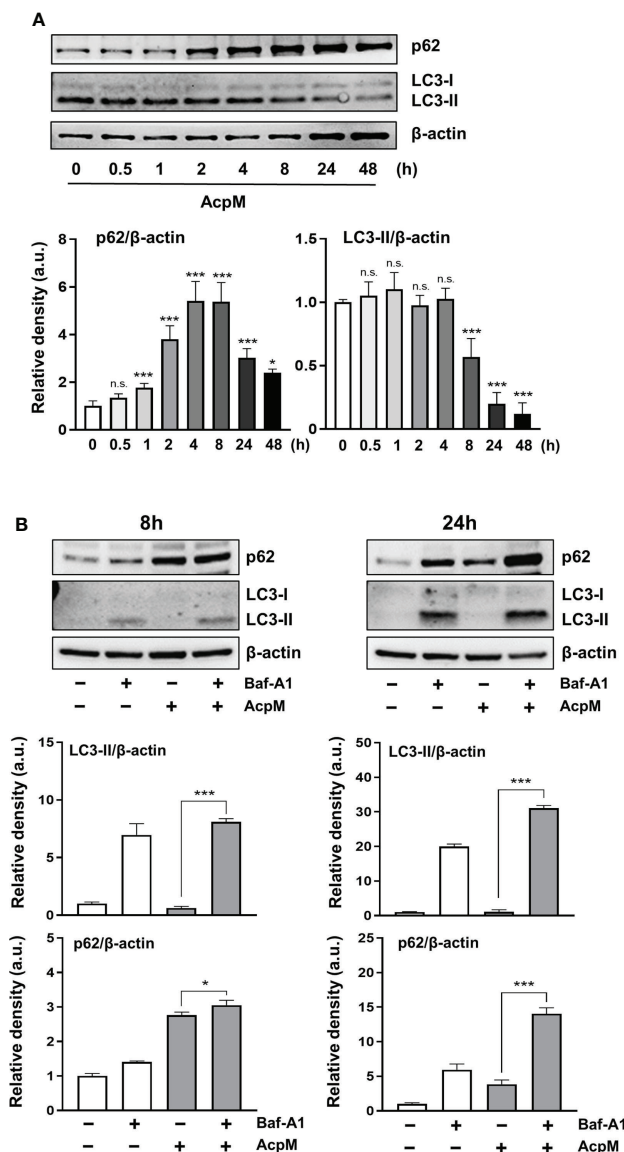 A
p62
LC3-I
LC3-II
β-actin
0 0.5 1 2 4 8 24 48 (h)
AcpM
p62/β-actin
LC3-II/β-actin
Relative density (a.u.)
8
6
4
2
0
n.s.
***
***
***
***
***
*
0 0.5 1 2 4 8 24 48 (h)
1.5
1.0
0.5
0.0
n.s.
n.s.
n.s.
n.s.
***
***
***
0 0.5 1 2 4 8 24 48 (h)
B
8h
p62
LC3-I
LC3-II
β-actin
– + – + Baf-A1
– – + + AcpM
24h
p62
LC3-I
LC3-II
β-actin
– + – + Baf-A1
– – + + AcpM
LC3-II/β-actin
Relative density (a.u.)
15
10
5
0
***
LC3-II/β-actin
Relative density (a.u.)
50
40
30
20
10
0
***
p62/β-actin
Relative density (a.u.)
5
4
3
2
1
0
*
– + – + Baf-A1
– – + + AcpM
p62/β-actin
Relative density (a.u.)
25
20
15
10
5
0
***
– + – + Baf-A1
– – + + AcpM